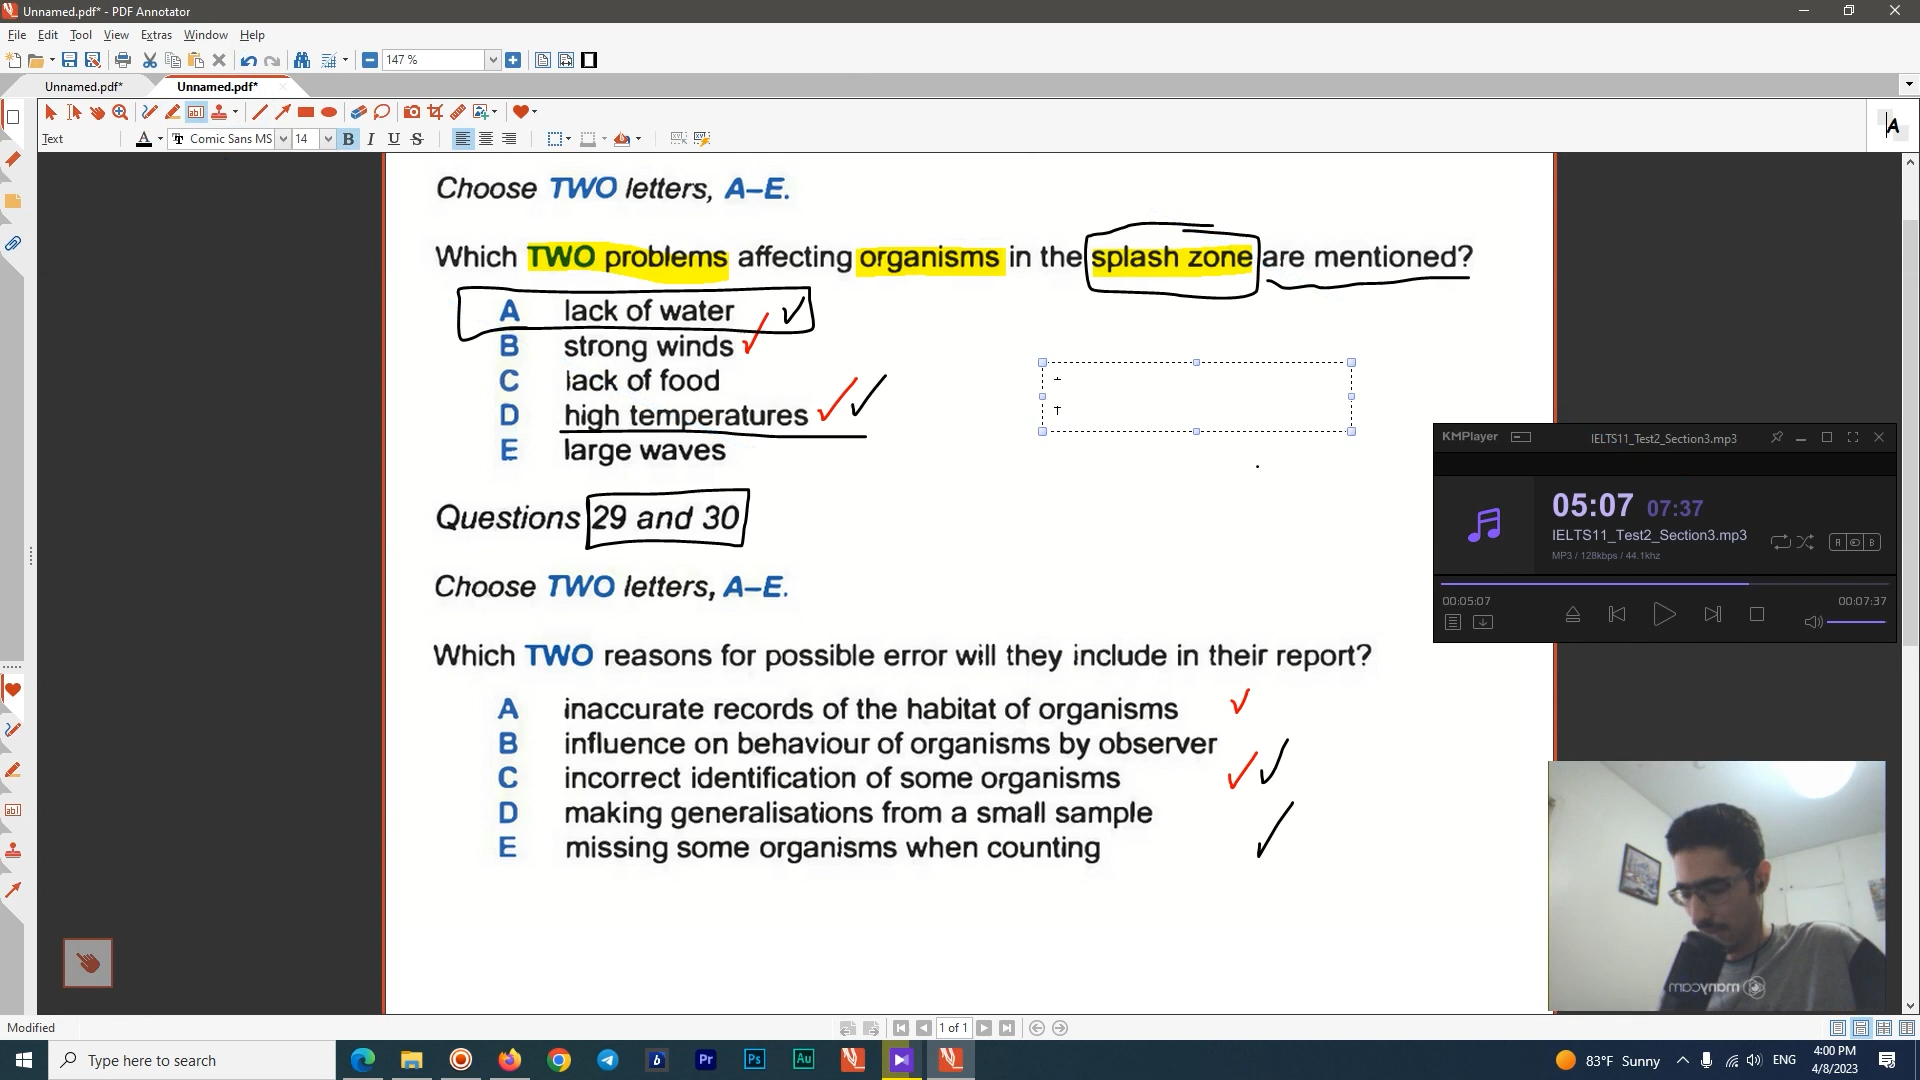 Unnamed.pdf* - PDF Annotator
File Edit Tool View Extras Window Help
147 %
Unnamed.pdf* Unnamed.pdf*
Text A Comic Sans MS 14 B I U S
A
Choose TWO letters, A–E.
Which TWO problems affecting organisms in the splash zone are mentioned?
A lack of water
B strong winds
C lack of food
D high temperatures
E large waves
Questions 29 and 30
Choose TWO letters, A–E.
Which TWO reasons for possible error will they include in their report?
A inaccurate records of the habitat of organisms
B influence on behaviour of organisms by observer
C incorrect identification of some organisms
D making generalisations from a small sample
E missing some organisms when counting
KMPlayer IELTS11_Test2_Section3.mp3
05:07 07:37
IELTS11_Test2_Section3.mp3
MP3 / 128kbps / 44.1khz
A B
00:05:07 00:07:37
manycam
Modified
1 of 1
Type here to search
b Pr Ps Au
83°F Sunny
ENG
4:00 PM
4/8/2023